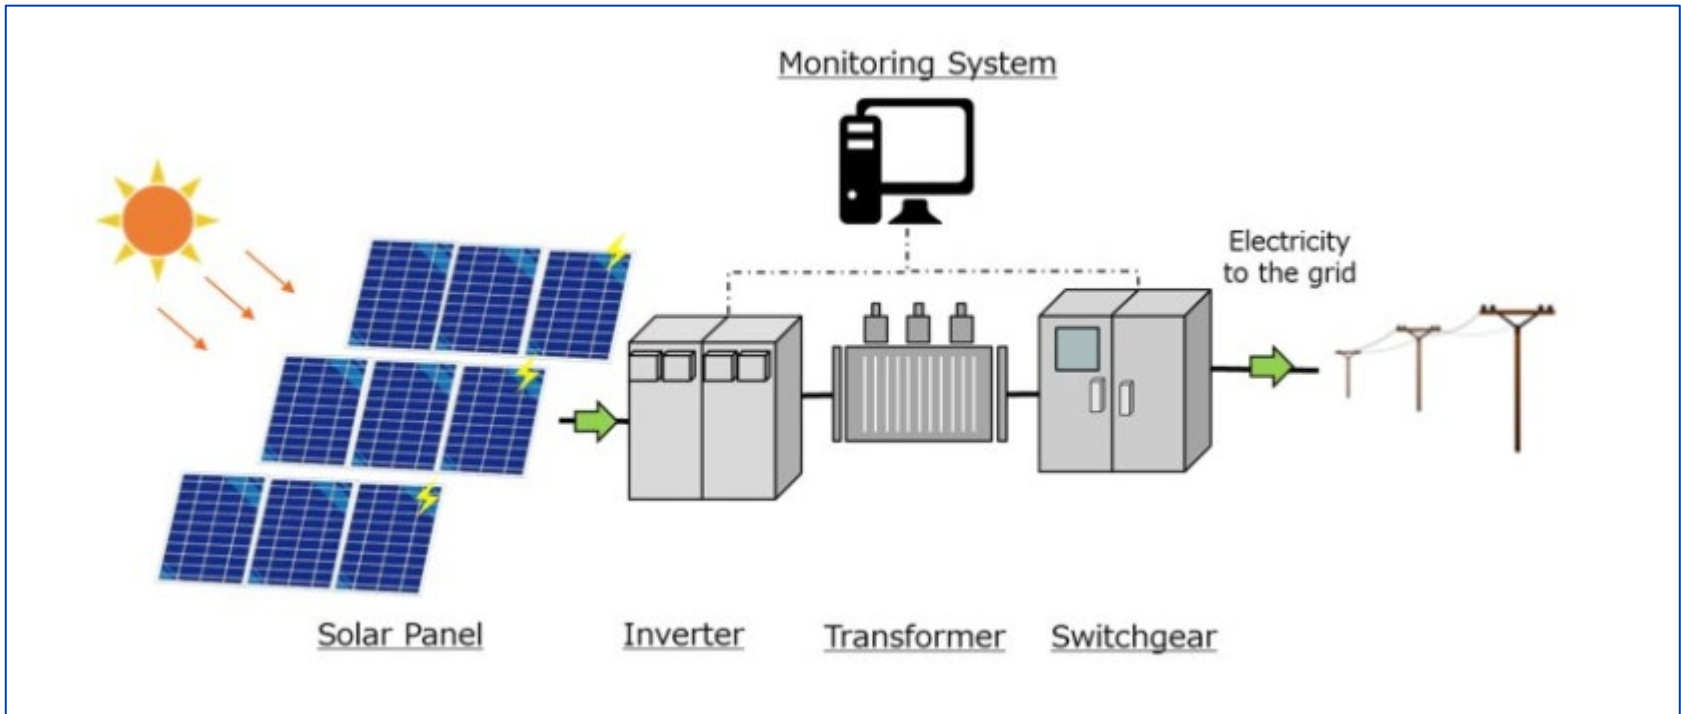 Monitoring System
Electricity
to the grid
Solar Panel
Inverter
Transformer
Switchgear